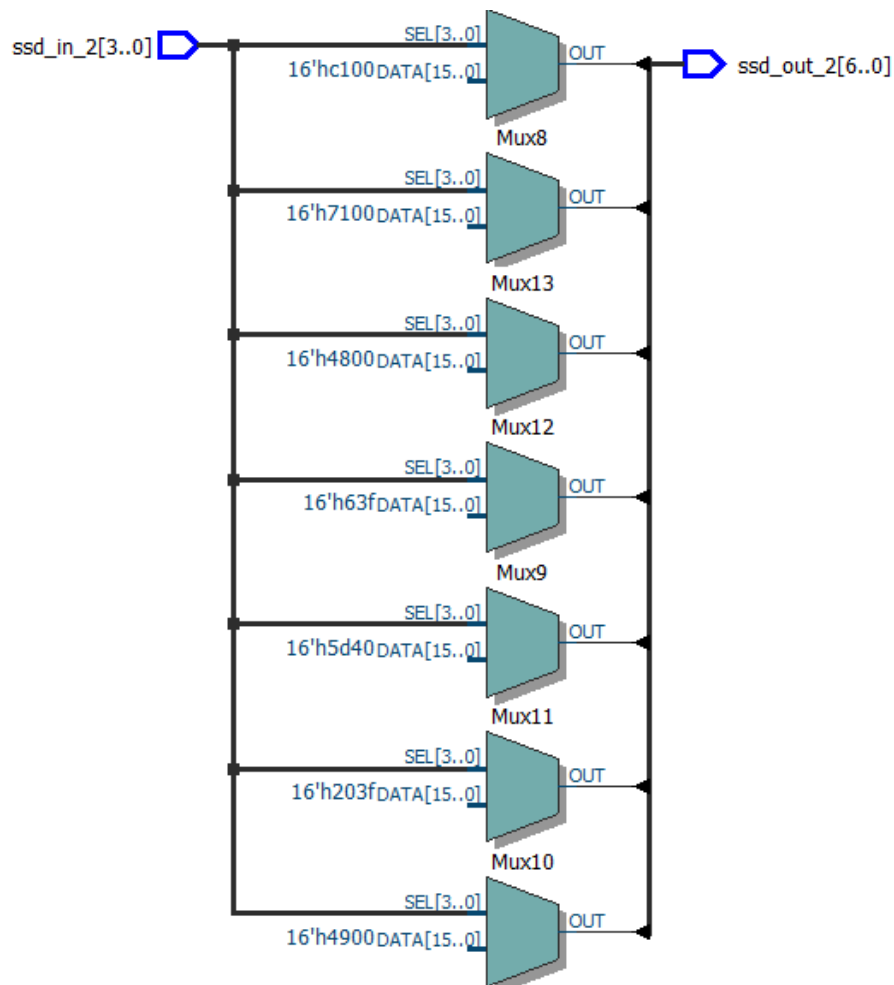 ssd_in_2[3..0]
SEL[3..0]
16'hc100 DATA[15..0]
OUT
ssd_out_2[6..0]
Mux8
SEL[3..0]
16'h7100 DATA[15..0]
OUT
Mux13
SEL[3..0]
16'h4800 DATA[15..0]
OUT
Mux12
SEL[3..0]
16'h63f DATA[15..0]
OUT
Mux9
SEL[3..0]
16'h5d40 DATA[15..0]
OUT
Mux11
SEL[3..0]
16'h203f DATA[15..0]
OUT
Mux10
SEL[3..0]
16'h4900 DATA[15..0]
OUT